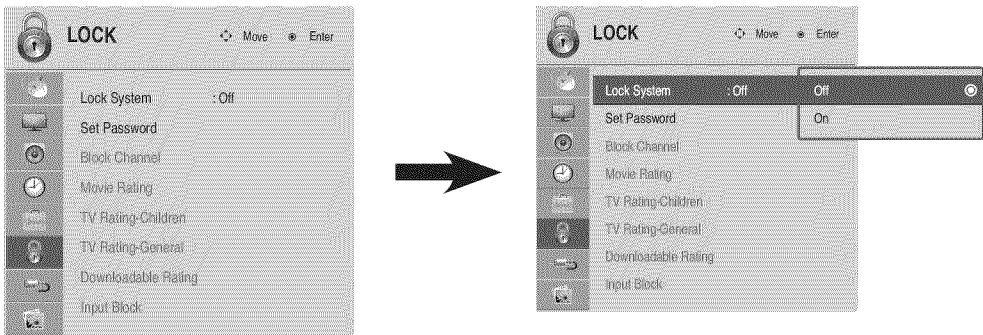 LOCK
Move
Enter
Lock System : Off
Set Password
Block Channel
Movie Rating
TV Rating-Children
TV Rating-General
Downloadable Rating
Input Block
LOCK
Move
Enter
Lock System : Off
Off
Set Password
On
Block Channel
Movie Rating
TV Rating-Children
TV Rating-General
Downloadable Rating
Input Block